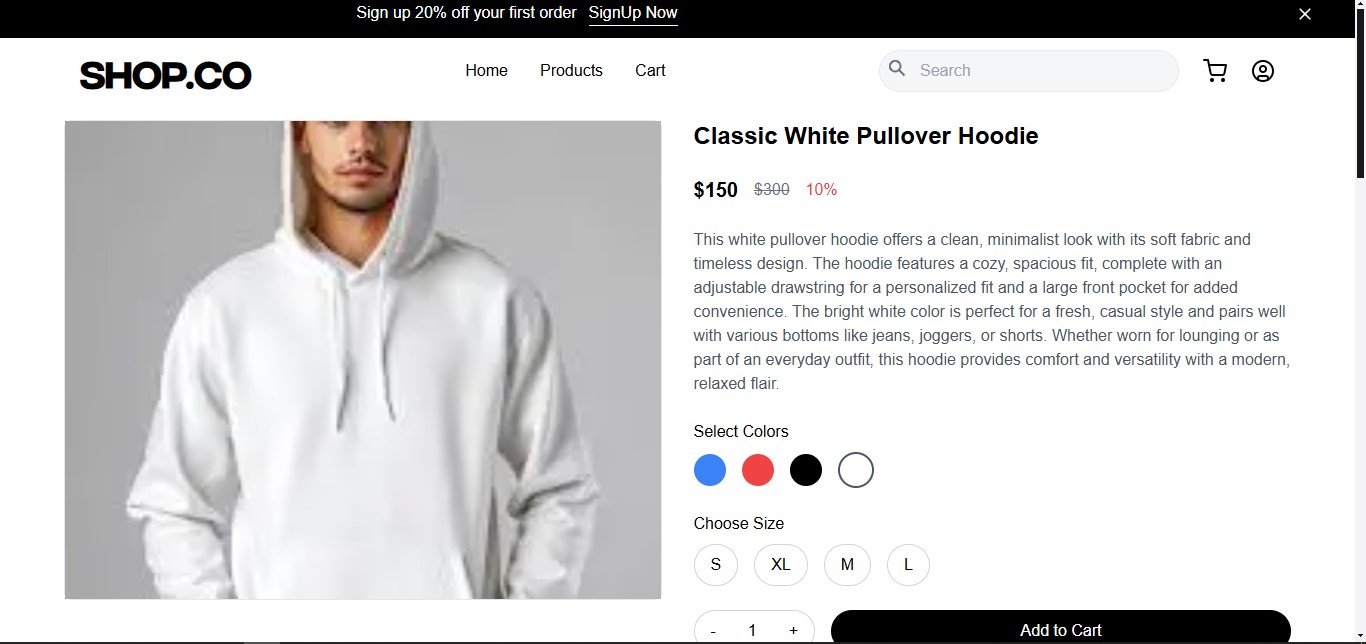 Sign up 20% off your first order SignUp Now
SHOP.CO
Home Products Cart
Search
Classic White Pullover Hoodie
$150 $300 10%
This white pullover hoodie offers a clean, minimalist look with its soft fabric and
timeless design. The hoodie features a cozy, spacious fit, complete with an
adjustable drawstring for a personalized fit and a large front pocket for added
convenience. The bright white color is perfect for a fresh, casual style and pairs well
with various bottoms like jeans, joggers, or shorts. Whether worn for lounging or as
part of an everyday outfit, this hoodie provides comfort and versatility with a modern,
relaxed flair.
Select Colors
Choose Size
S XL M L
- 1 +
Add to Cart